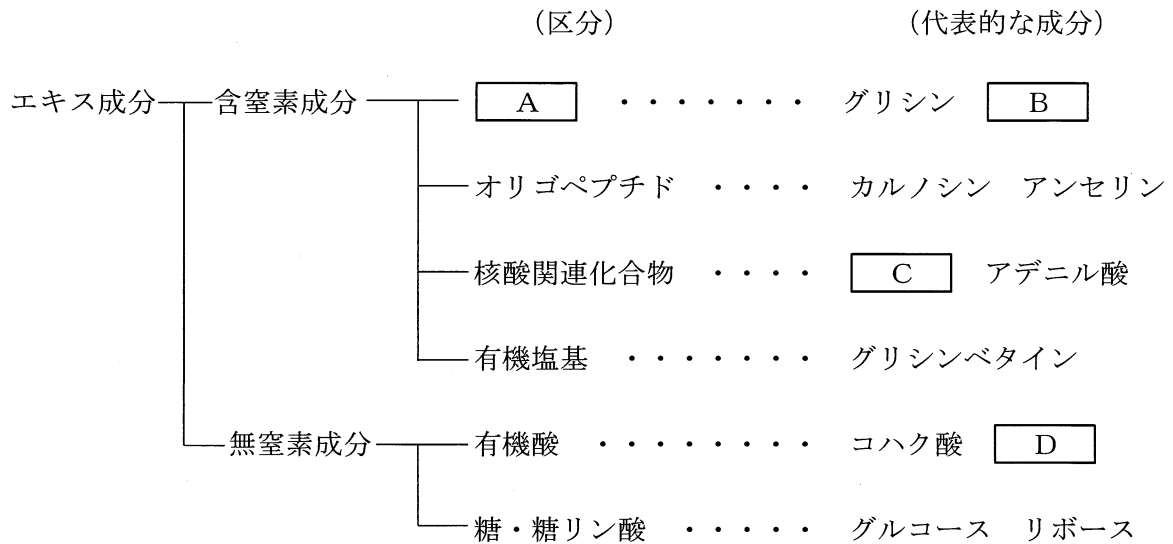 （区分） （代表的な成分）
エキス成分 含窒素成分 A ・・・・・・・ グリシン B
オリゴペプチド ・・・・ カルノシン アンセリン
核酸関連化合物 ・・・・ C アデニル酸
有機塩基 ・・・・・・・ グリシンベタイン
無窒素成分 有機酸 ・・・・・・・・ コハク酸 D
糖・糖リン酸 ・・・・・ グルコース リボース